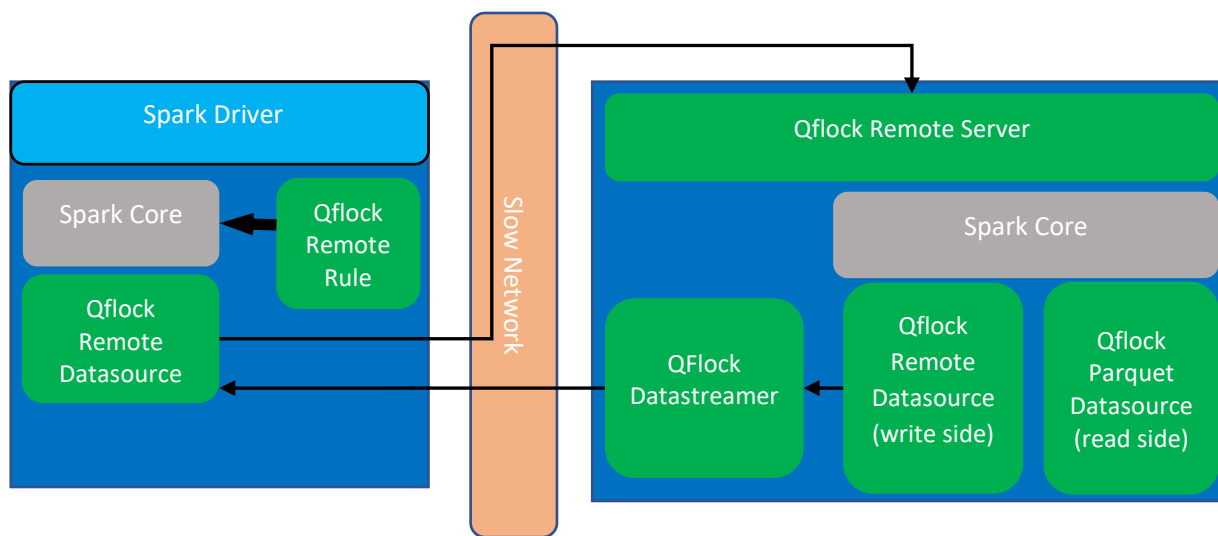 Spark Driver
Spark Core
Qflock
Remote
Rule
Qflock
Remote
Datasource
Slow Network
Qflock Remote Server
Spark Core
QFlock
Datastreamer
Qflock
Remote
Datasource
(write side)
Qflock
Parquet
Datasource
(read side)